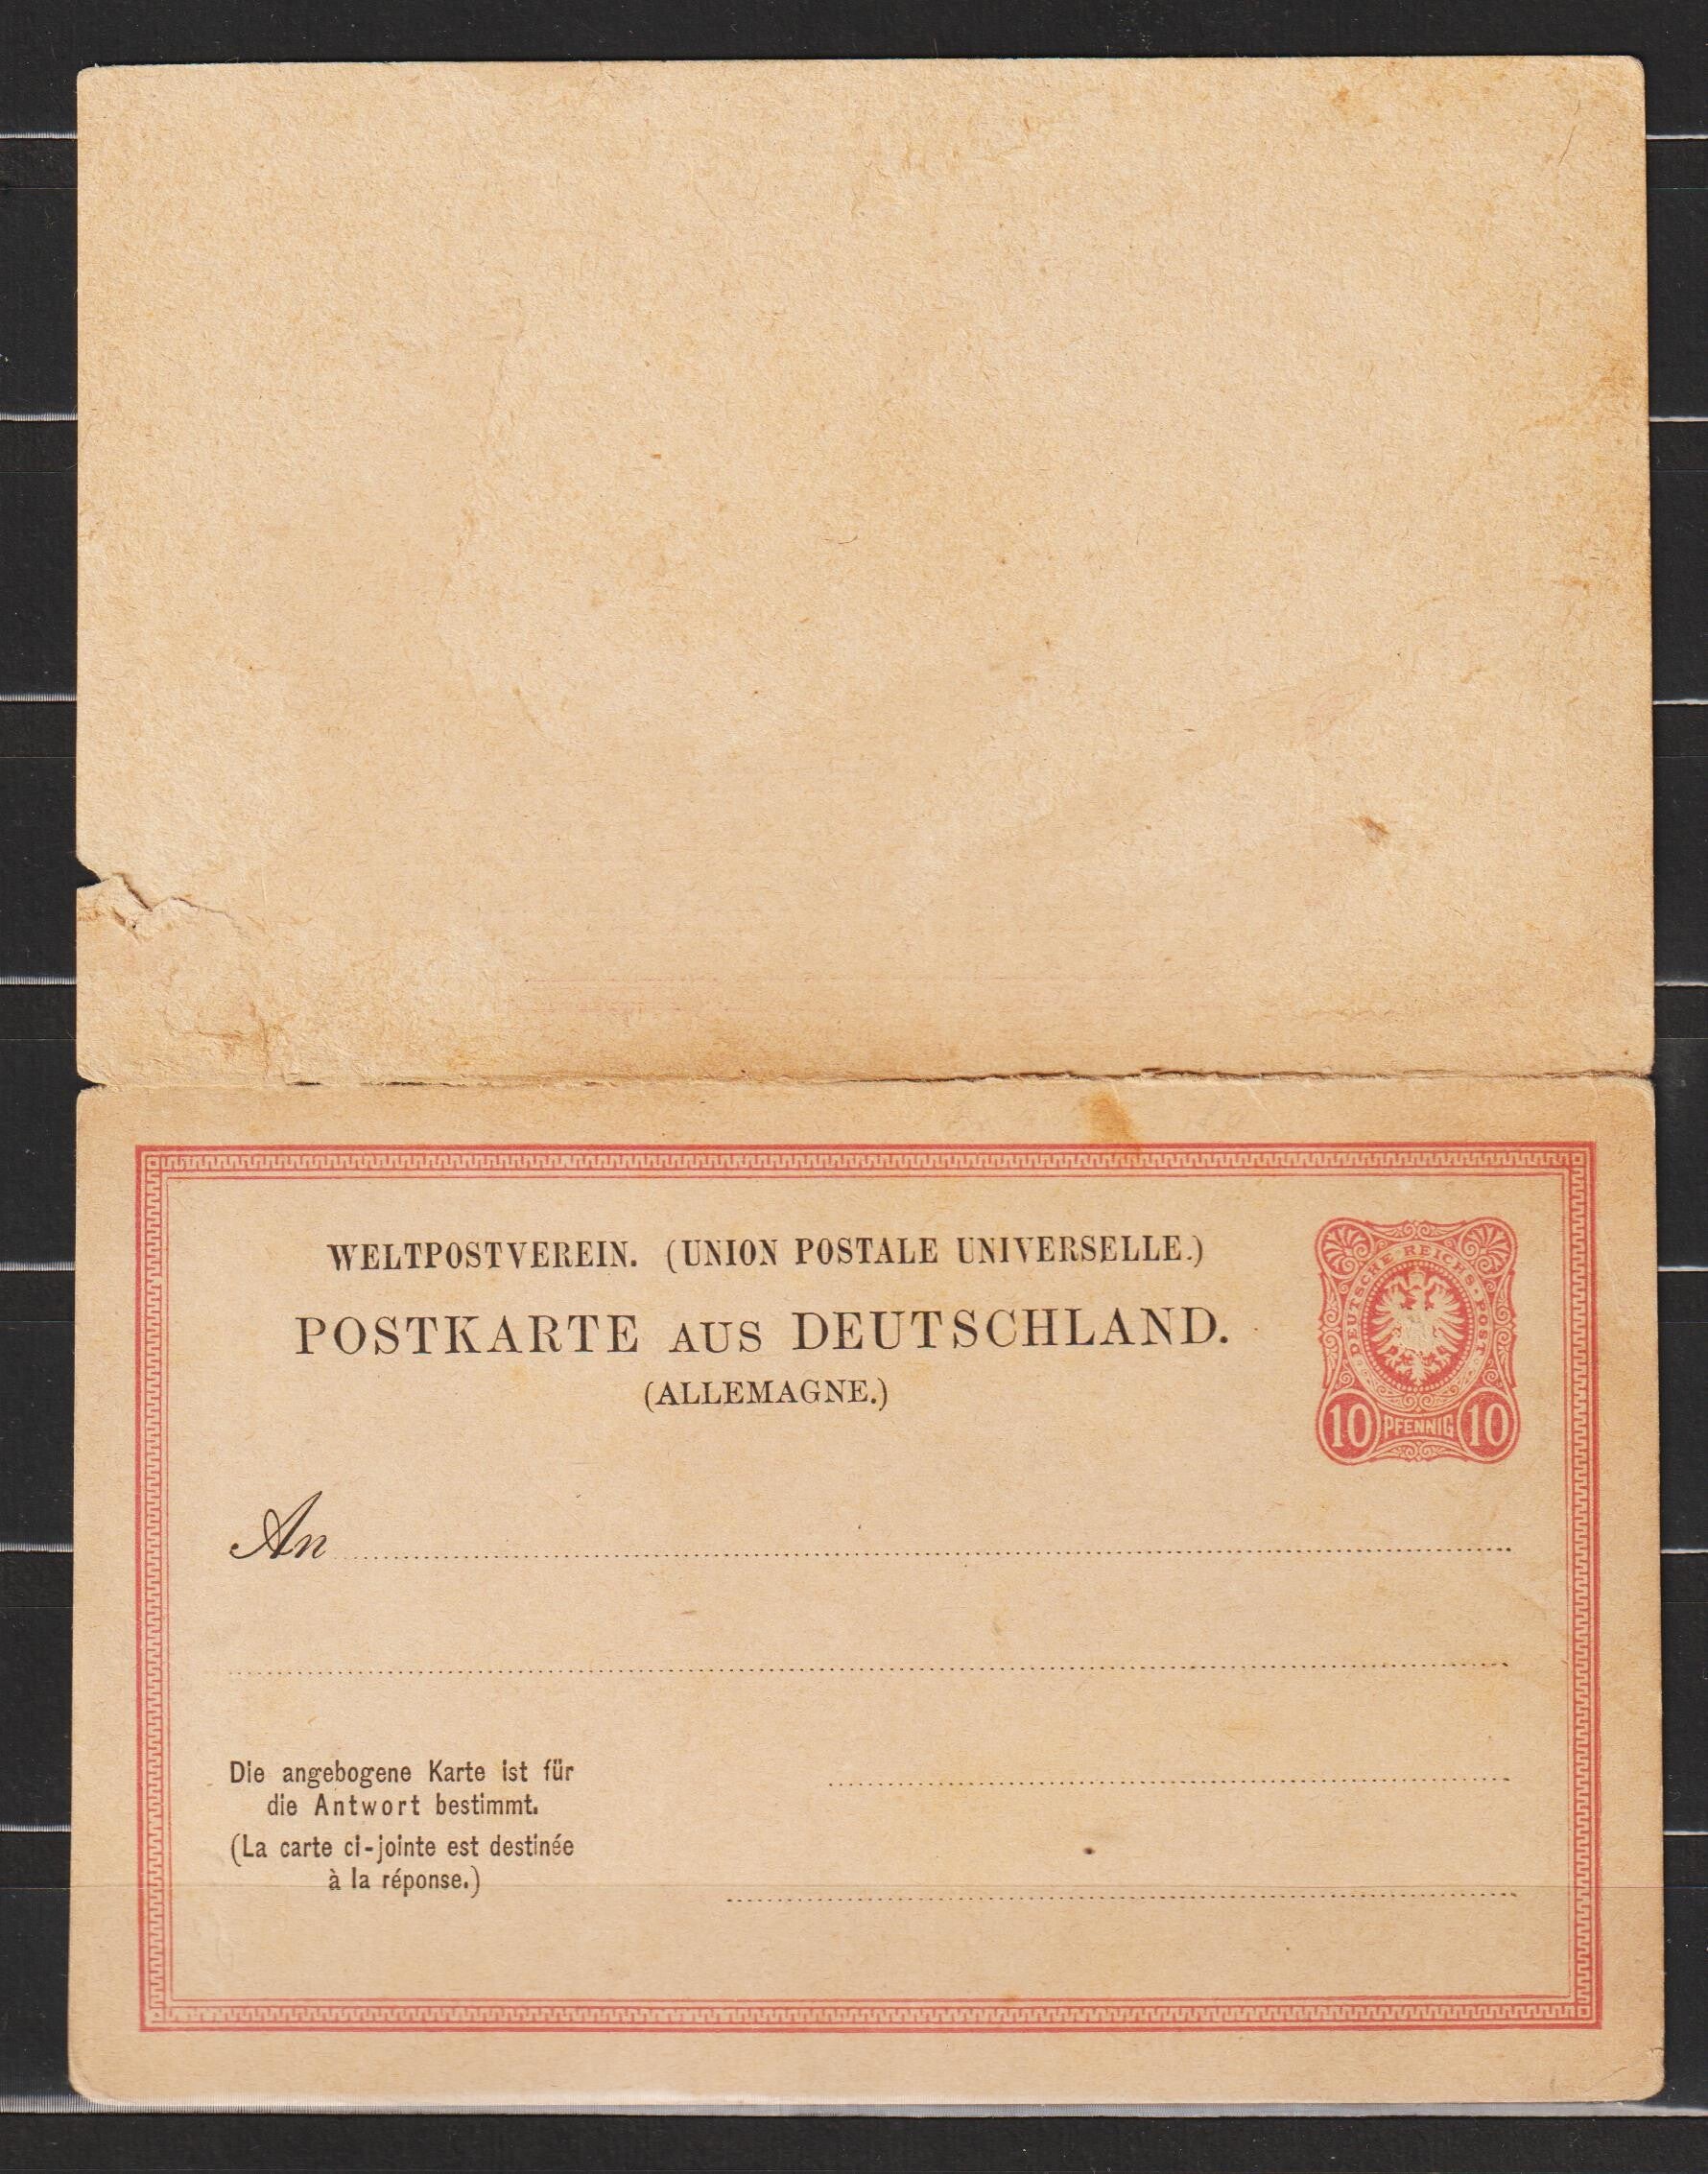 WELTPOSTVEREIN. (UNION POSTALE UNIVERSELLE.)
POSTKARTE AUS DEUTSCHLAND.
(ALLEMAGNE.)
DEUTSCHE REICHS-POST
10 PFENNIG 10
An
Die angebogene Karte ist für
die Antwort bestimmt.
(La carte ci-jointe est destinée
à la réponse.)